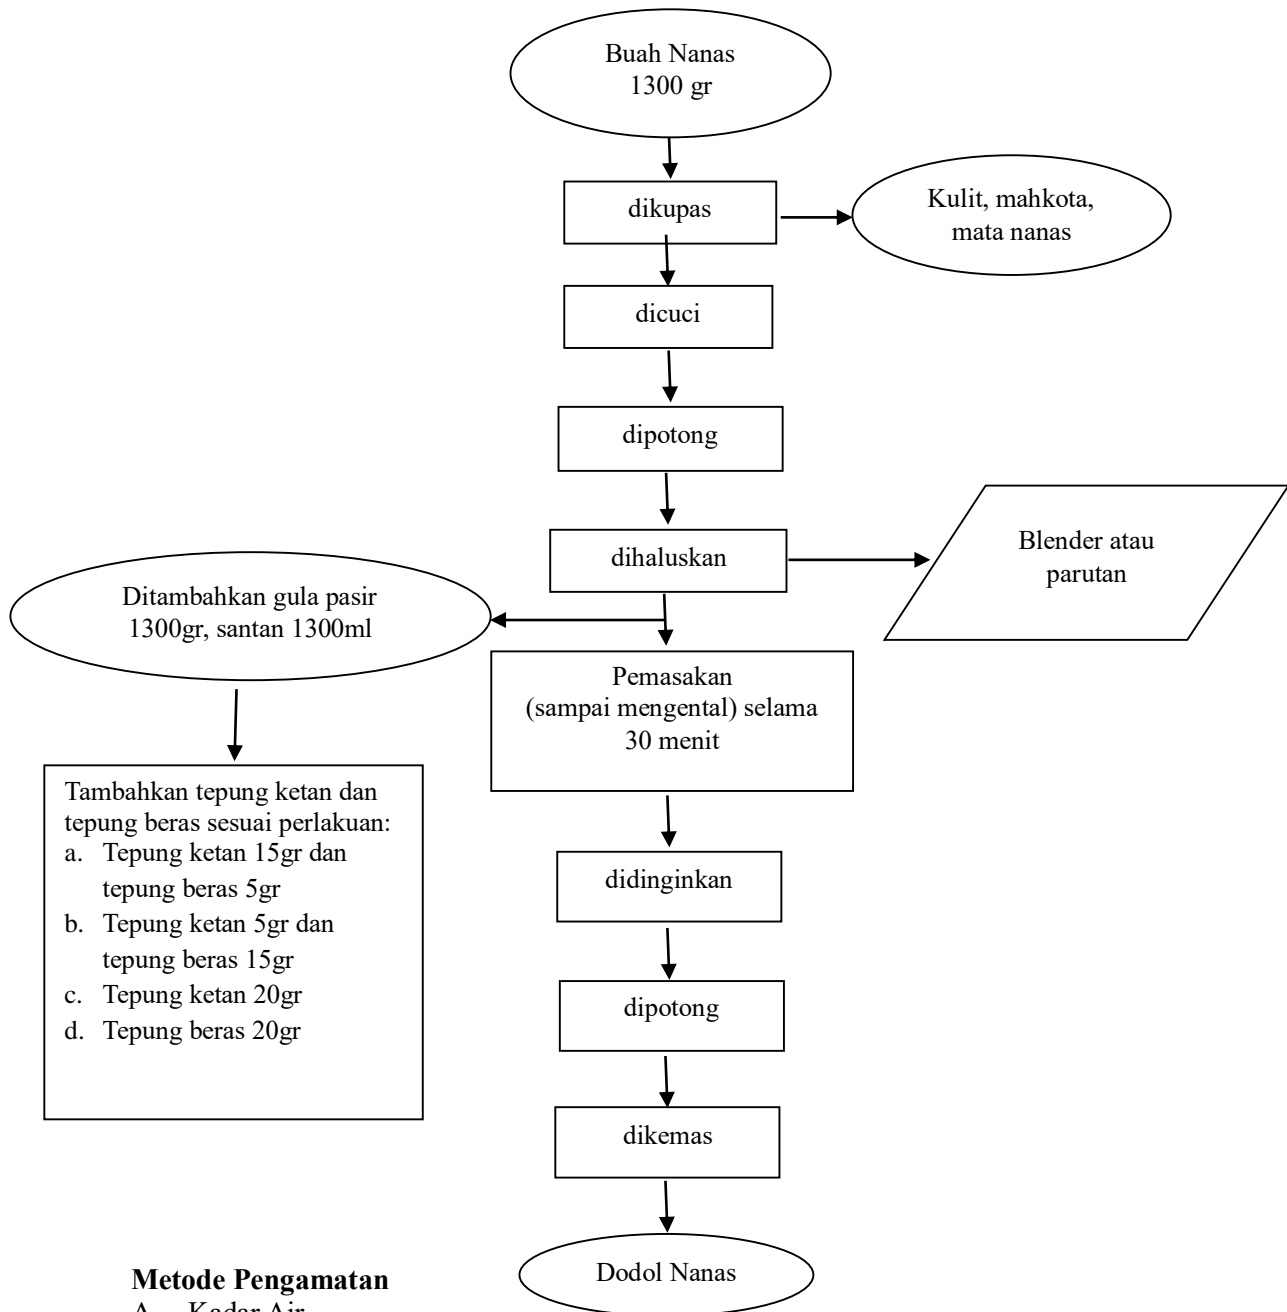 Buah Nanas
1300 gr
dikupas
Kulit, mahkota,
mata nanas
dicuci
dipotong
dihaluskan
Blender atau
parutan
Ditambahkan gula pasir
1300gr, santan 1300ml
Pemasakan
(sampai mengental) selama
30 menit
Tambahkan tepung ketan dan
tepung beras sesuai perlakuan:
a. Tepung ketan 15gr dan
tepung beras 5gr
b. Tepung ketan 5gr dan
tepung beras 15gr
c. Tepung ketan 20gr
d. Tepung beras 20gr
didinginkan
dipotong
dikemas
Dodol Nanas
Metode Pengamatan
A. Kadar Air